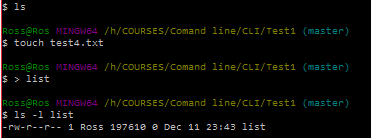 $ ls
Ross@Ros MINGW64 /h/COURSES/Comand line/CLI/Test1 (master)
$ touch test4.txt
Ross@Ros MINGW64 /h/COURSES/Comand line/CLI/Test1 (master)
$ > list
Ross@Ros MINGW64 /h/COURSES/Comand line/CLI/Test1 (master)
$ ls -l list
-rw-r--r-- 1 Ross 197610 0 Dec 11 23:43 list